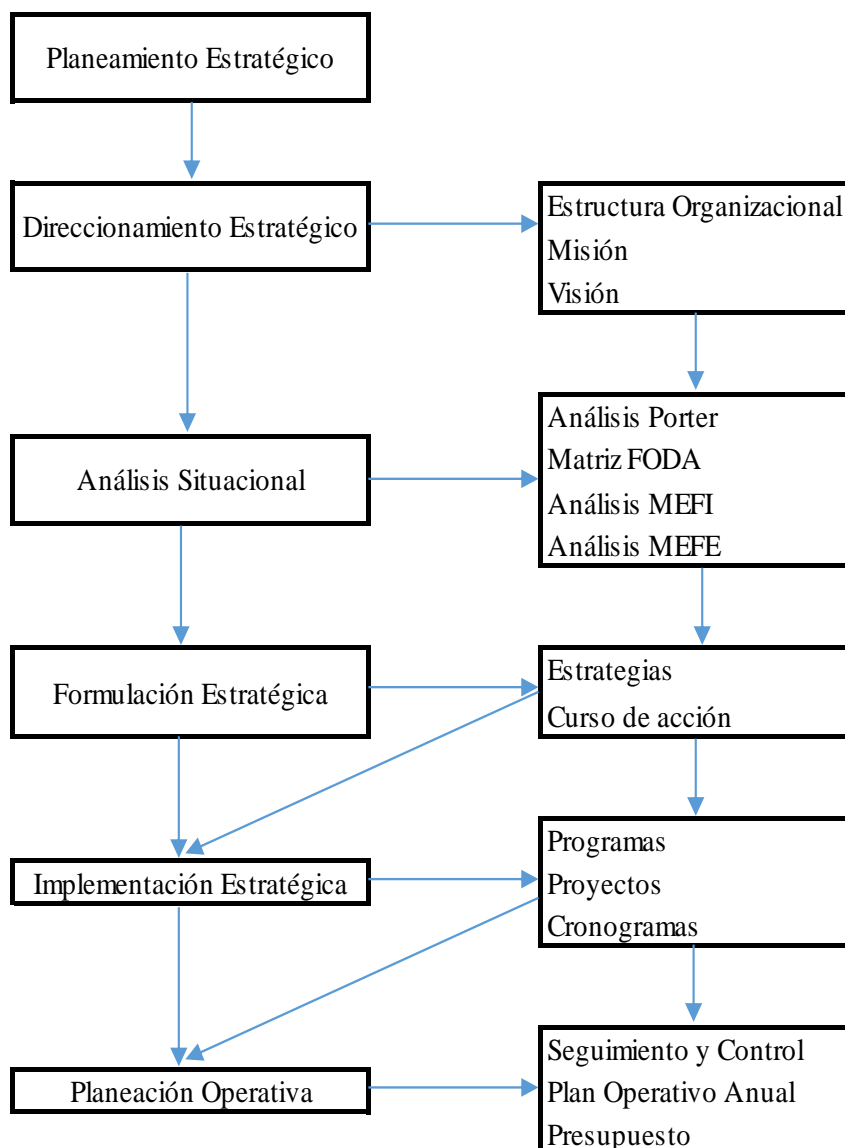 Planeamiento Estratégico
Direccionamiento Estratégico
Estructura Organizacional
Misión
Visión
Análisis Situacional
Análisis Porter
Matriz FODA
Análisis MEFI
Análisis MEFE
Formulación Estratégica
Estrategias
Curso de acción
Implementación Estratégica
Programas
Proyectos
Cronogramas
Planeación Operativa
Seguimiento y Control
Plan Operativo Anual
Presupuesto